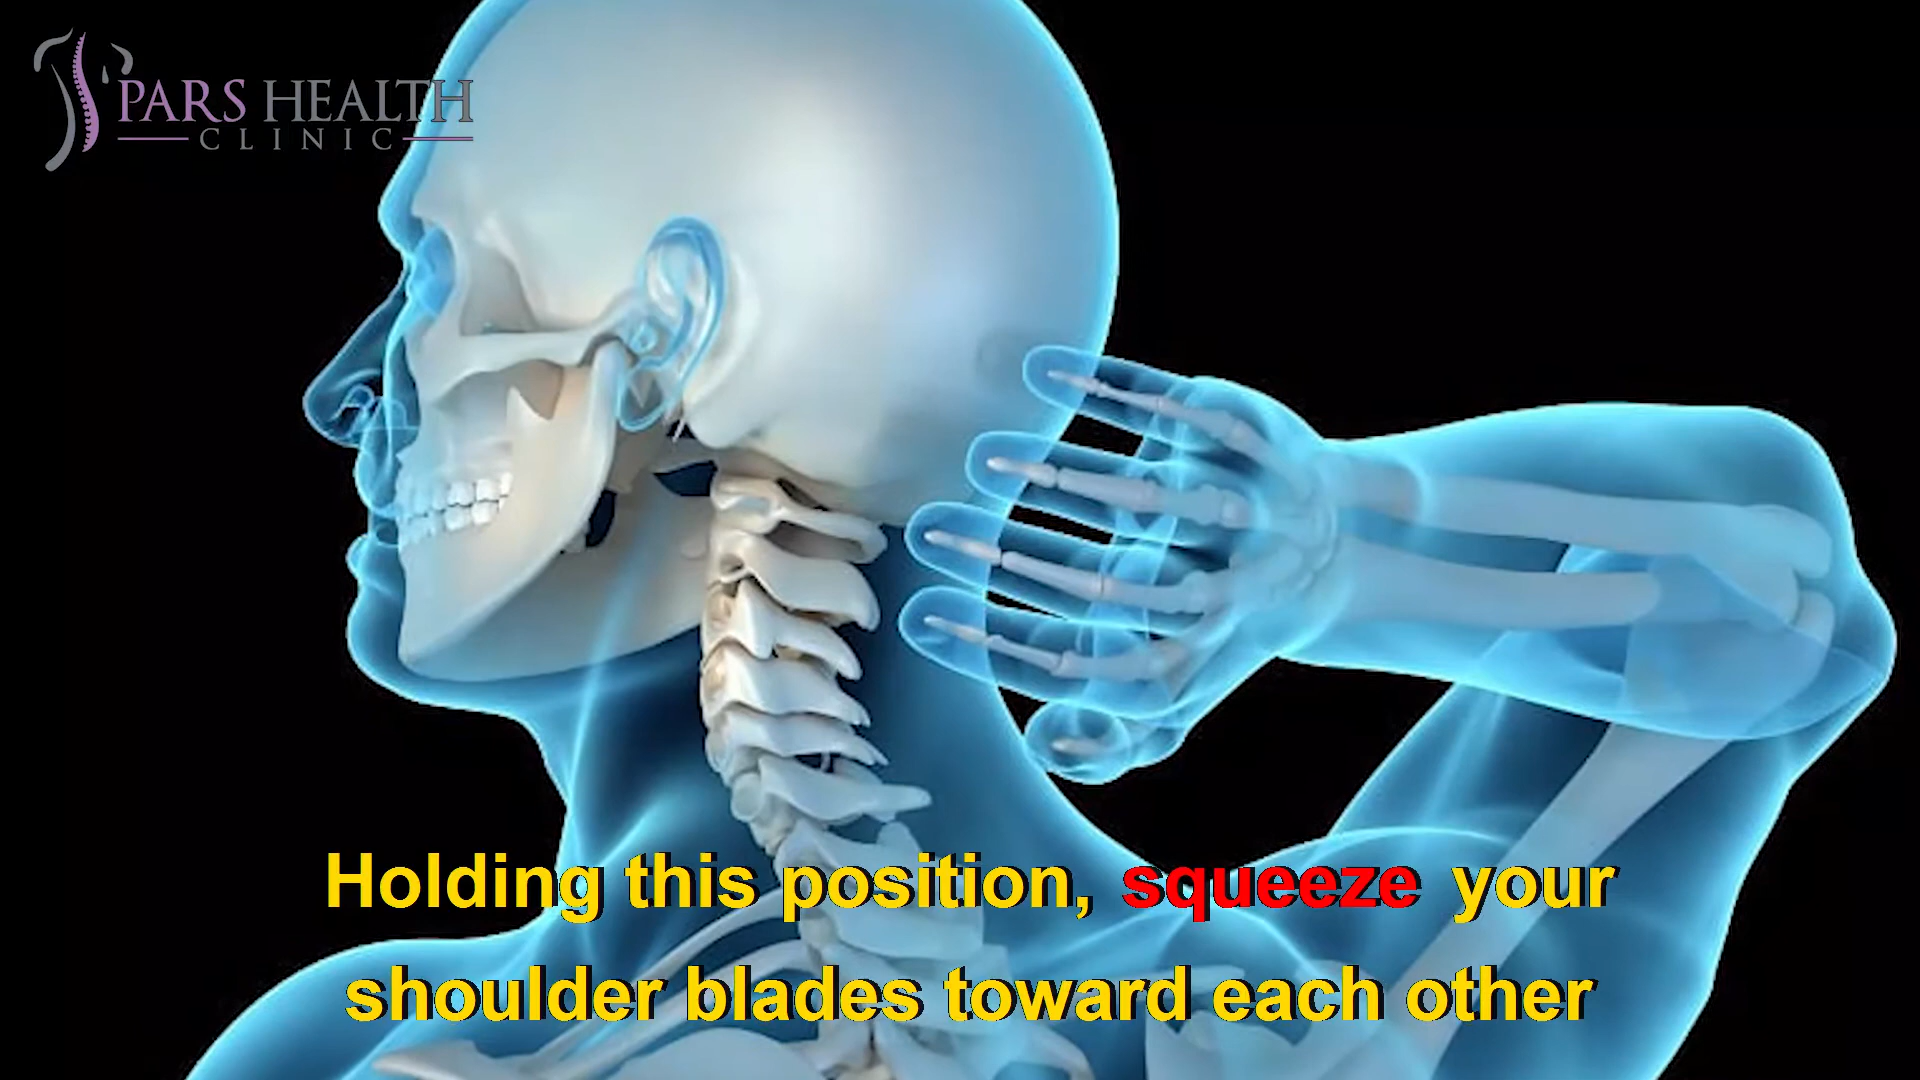 PARS HEALTH
CLINIC
Holding this position, squeeze your
shoulder blades toward each other